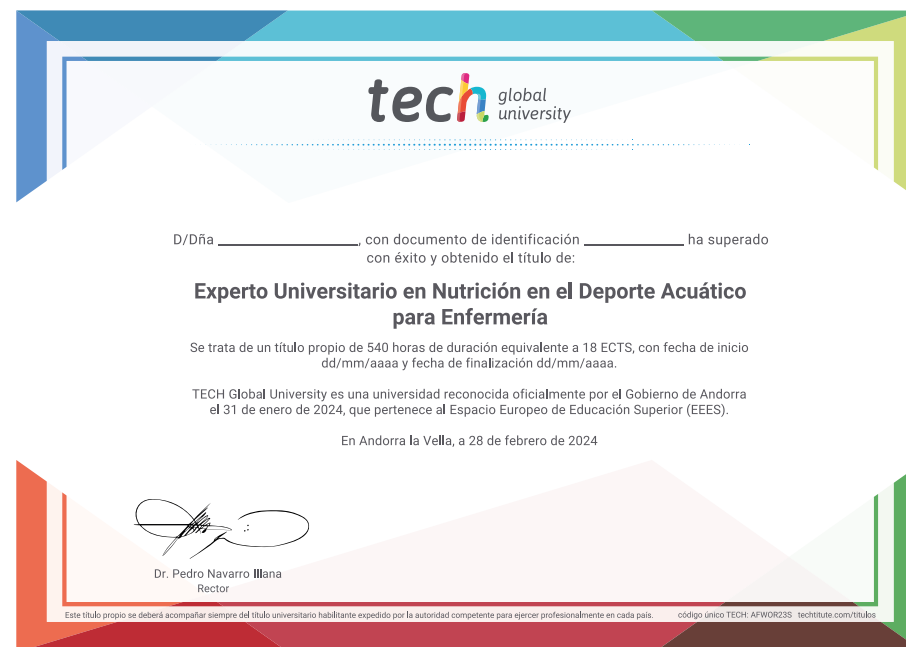 tech global university
D/Dña ____________, con documento de identificación ____________ ha superado
con éxito y obtenido el título de:
Experto Universitario en Nutrición en el Deporte Acuático
para Enfermería
Se trata de un título propio de 540 horas de duración equivalente a 18 ECTS, con fecha de inicio
dd/mm/aaaa y fecha de finalización dd/mm/aaaa.
TECH Global University es una universidad reconocida oficialmente por el Gobierno de Andorra
el 31 de enero de 2024, que pertenece al Espacio Europeo de Educación Superior (EEES).
En Andorra la Vella, a 28 de febrero de 2024
Dr. Pedro Navarro Illana
Rector
Este título propio se deberá acompañar siempre del título universitario habilitante expedido por la autoridad competente para ejercer profesionalmente en cada país. código único TECH: AFWOR23S techtitute.com/titulos